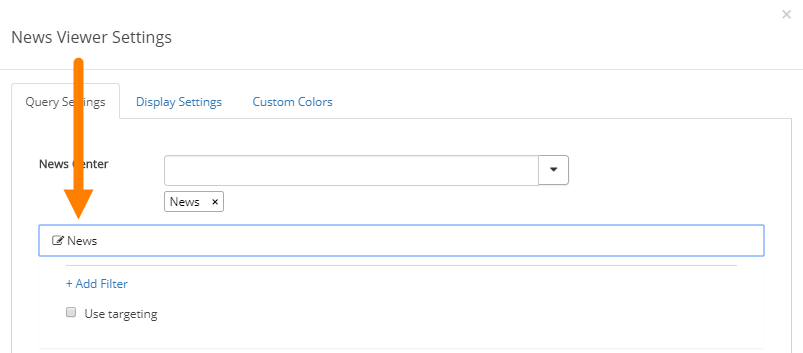 ×
News Viewer Settings
Query Settings Display Settings Custom Colors
News Center
News ×
News
+ Add Filter
Use targeting